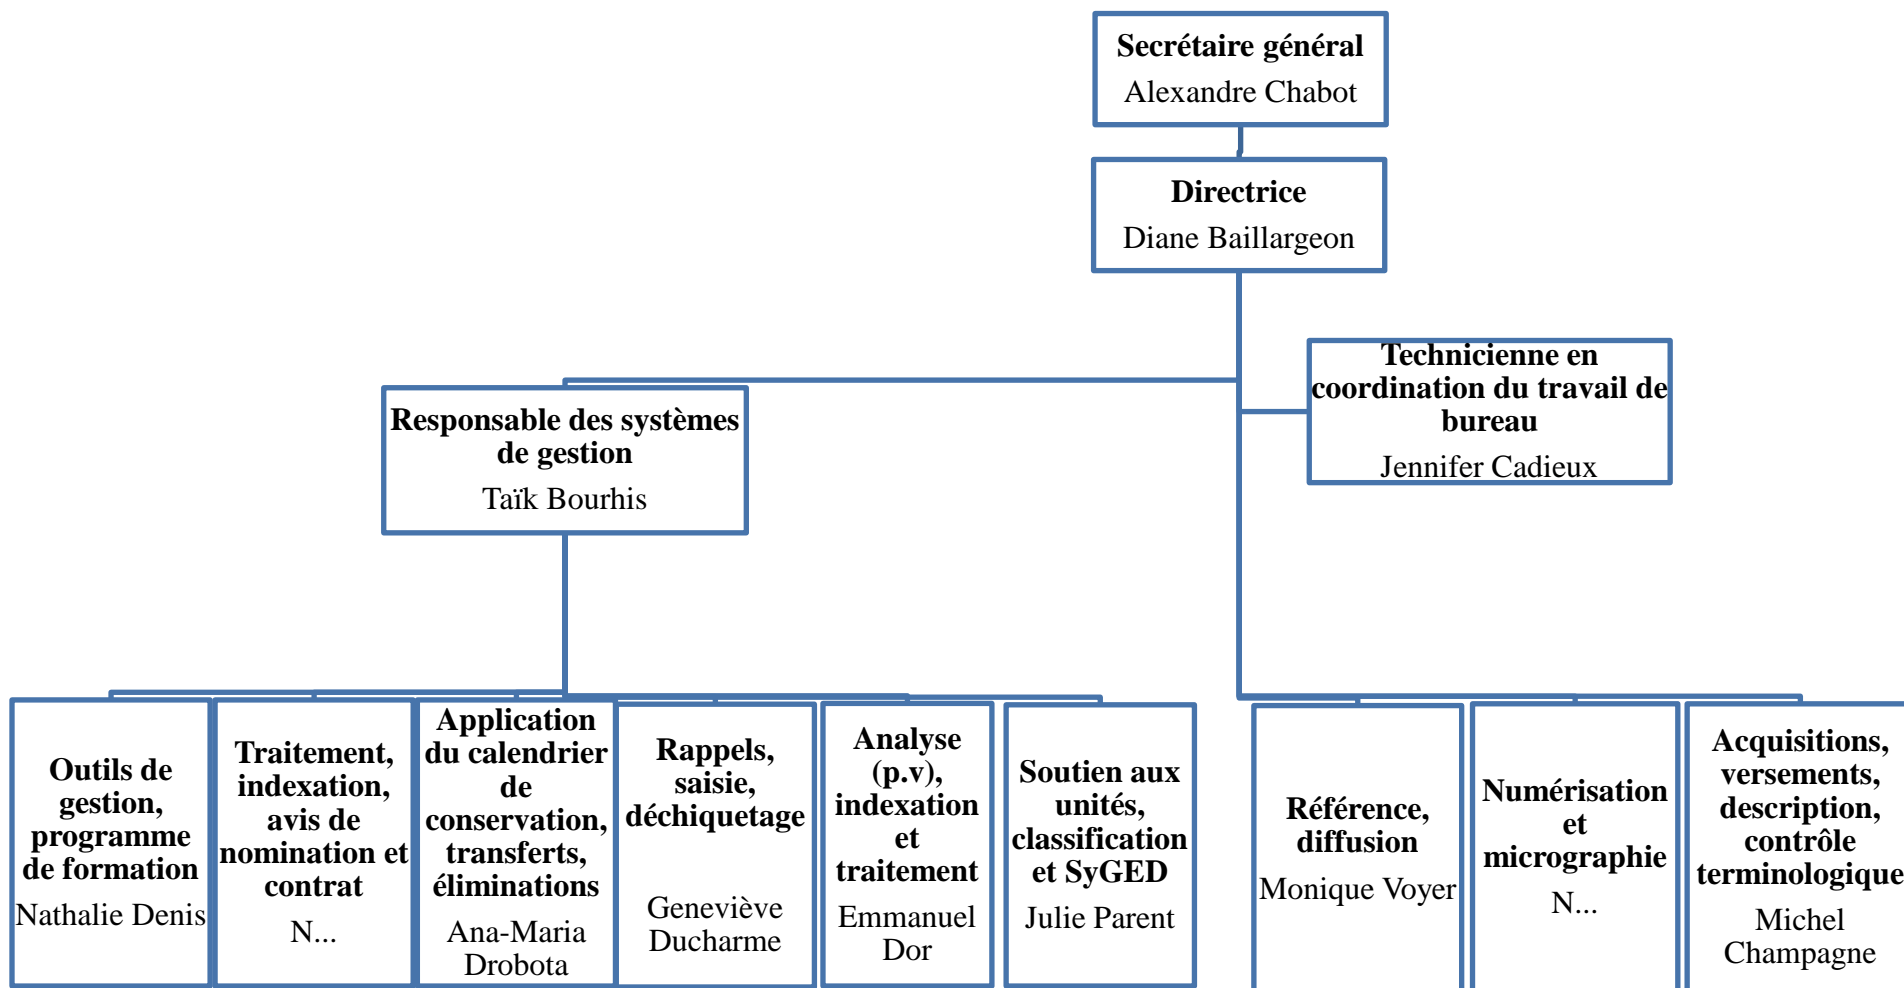 Secrétaire général
Alexandre Chabot
Directrice
Diane Baillargeon
Technicienne en
coordination du travail de
bureau
Jennifer Cadieux
Responsable des systèmes
de gestion
Taïk Bourhis
Outils de
gestion,
programme
de formation
Nathalie Denis
Traitement,
indexation,
avis de
nomination et
contrat
N...
Application
du calendrier
de
conservation,
transferts,
éliminations
Ana-Maria
Drobota
Rappels,
saisie,
déchiquetage
Geneviève
Ducharme
Analyse
(p.v),
indexation
et
traitement
Emmanuel
Dor
Soutien aux
unités,
classification
et SyGED
Julie Parent
Référence,
diffusion
Monique Voyer
Numérisation
et
micrographie
N...
Acquisitions,
versements,
description,
contrôle
terminologique
Michel
Champagne